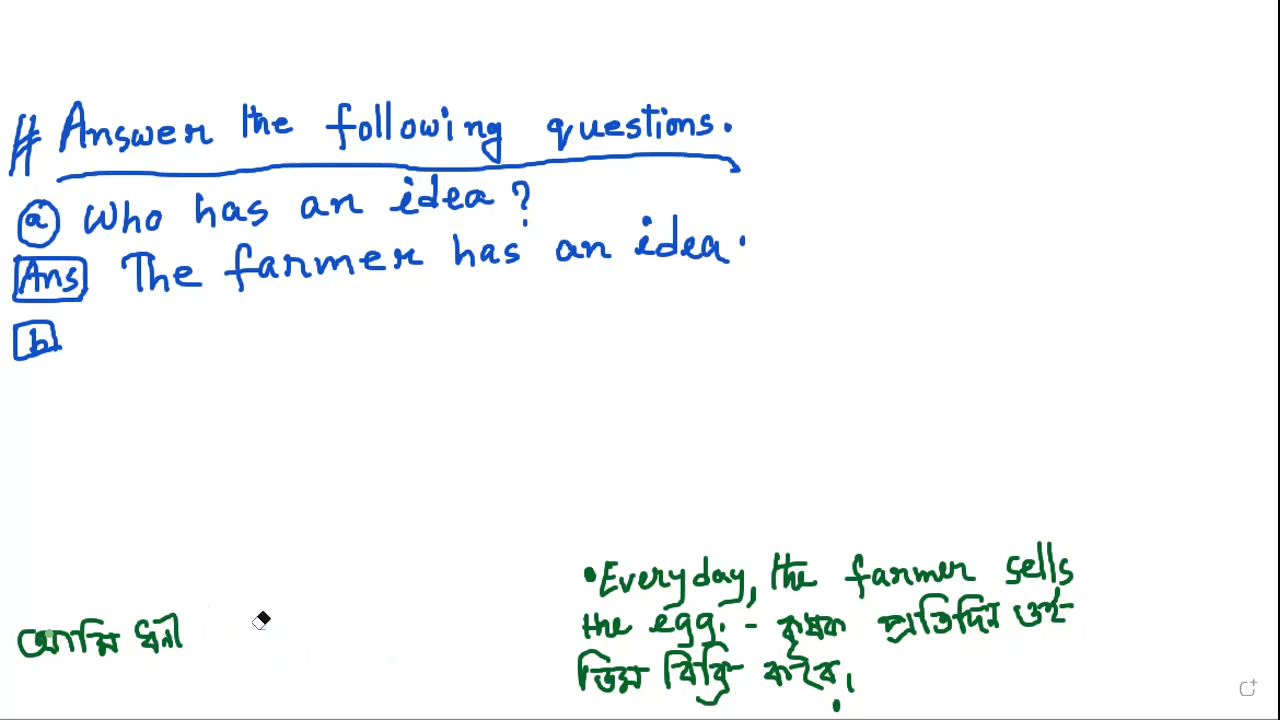 # Answer the following questions.
(a) Who has an idea?
Ans The farmer has an idea.
b
• Everyday, the farmer sells
the egg. - কৃষক প্রতিদিন ওই
ডিম বিক্রি করে।
আমি ধনী